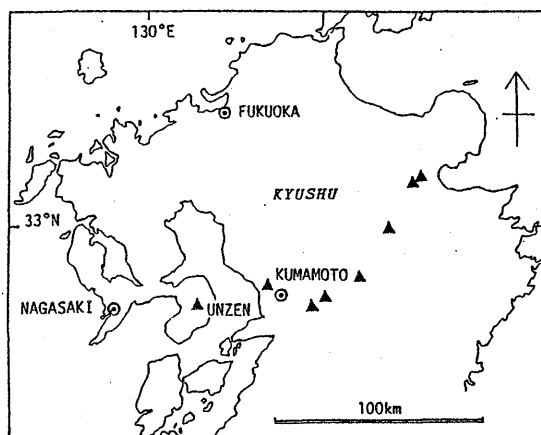 130°E
FUKUOKA
KYUSHU
33°N
KUMAMOTO
NAGASAKI
UNZEN
100km